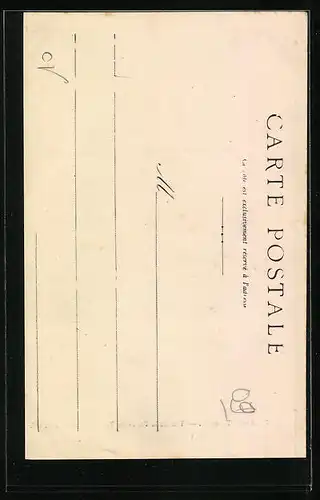 CARTE POSTALE
Ce côté est exclusivement réservé à l'adresse
M